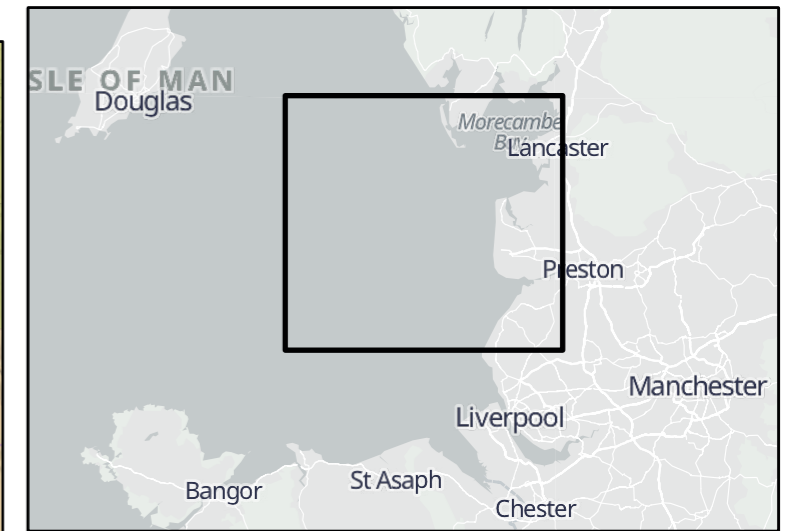 SLE OF MAN
Douglas
Morecambe
Bay
Lancaster
Preston
Manchester
Liverpool
St Asaph
Bangor
Chester